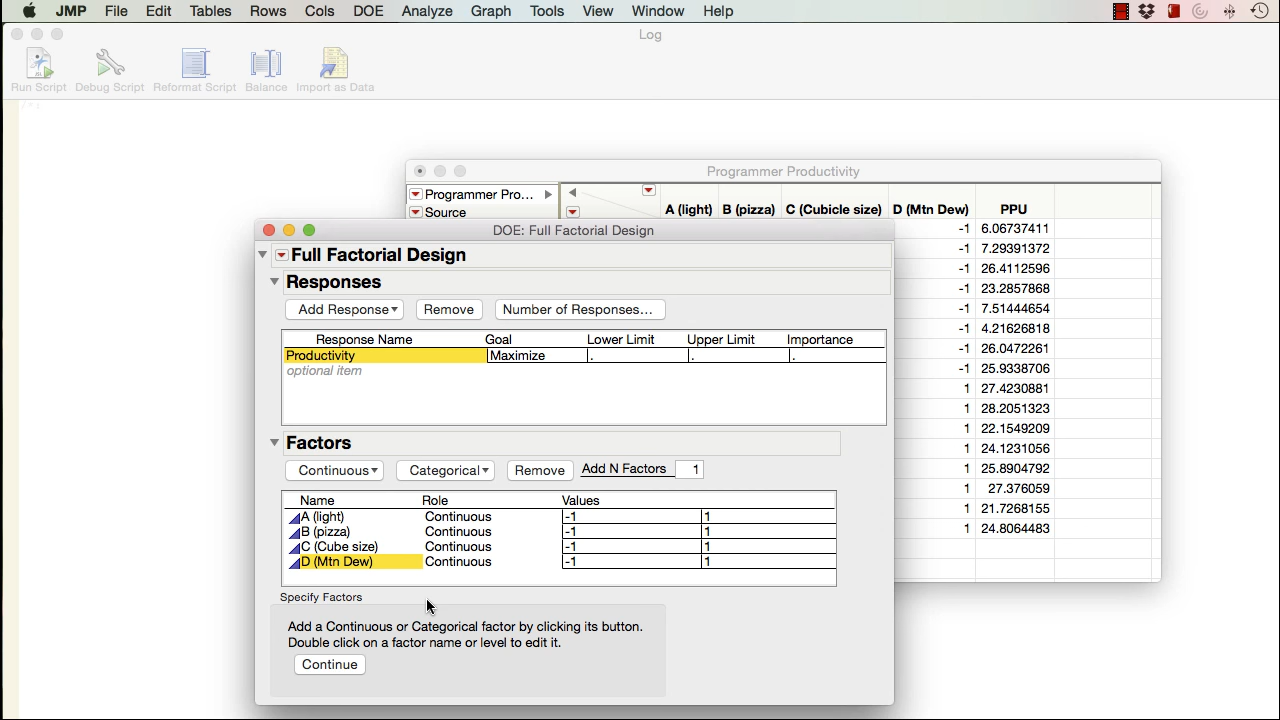 JMP File Edit Tables Rows Cols DOE Analyze Graph Tools View Window Help
Log
Run Script Debug Script Reformat Script Balance Import as Data
Programmer Productivity
Programmer Pro...
Source
A (light) B (pizza) C (Cubicle size) D (Mtn Dew) PPU
-1 6.06737411
-1 7.29391372
-1 26.4112596
-1 23.2857868
-1 7.51444654
-1 4.21626818
-1 26.0472261
-1 25.9338706
1 27.4230881
1 28.2051323
1 22.1549209
1 24.1231056
1 25.8904792
1 27.376059
1 21.7268155
1 24.8064483
DOE: Full Factorial Design
Full Factorial Design
Responses
Add Response Remove Number of Responses...
Response Name Goal Lower Limit Upper Limit Importance
Productivity Maximize . . .
optional item
Factors
Continuous Categorical Remove Add N Factors 1
Name Role Values
A (light) Continuous -1 1
B (pizza) Continuous -1 1
C (Cube size) Continuous -1 1
D (Mtn Dew) Continuous -1 1
Specify Factors
Add a Continuous or Categorical factor by clicking its button.
Double click on a factor name or level to edit it.
Continue